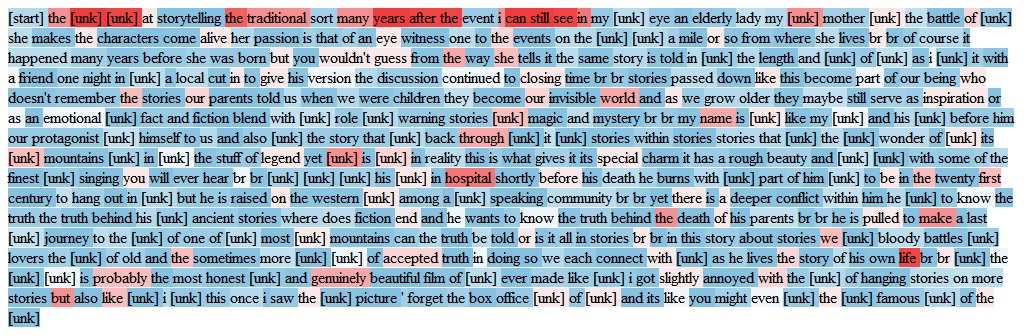 [start] the [unk] [unk] at storytelling the traditional sort many years after the event i can still see in my [unk] eye an elderly lady my [unk] mother [unk] the battle of [unk]
she makes the characters come alive her passion is that of an eye witness one to the events on the [unk] [unk] a mile or so from where she lives br br of course it
happened many years before she was born but you wouldn't guess from the way she tells it the same story is told in [unk] the length and [unk] of [unk] as i [unk] it with
a friend one night in [unk] a local cut in to give his version the discussion continued to closing time br br stories passed down like this become part of our being who
doesn't remember the stories our parents told us when we were children they become our invisible world and as we grow older they maybe still serve as inspiration or
as an emotional [unk] fact and fiction blend with [unk] role [unk] warning stories [unk] magic and mystery br br my name is [unk] like my [unk] and his [unk] before him
our protagonist [unk] himself to us and also [unk] the story that [unk] back through [unk] it [unk] stories within stories stories that [unk] the [unk] wonder of [unk] its
[unk] mountains [unk] in [unk] the stuff of legend yet [unk] is [unk] in reality this is what gives it its special charm it has a rough beauty and [unk] [unk] with some of the
finest [unk] singing you will ever hear br br [unk] [unk] [unk] his [unk] in hospital shortly before his death he burns with [unk] part of him [unk] to be in the twenty first
century to hang out in [unk] but he is raised on the western [unk] among a [unk] speaking community br br yet there is a deeper conflict within him he [unk] to know the
truth the truth behind his [unk] ancient stories where does fiction end and he wants to know the truth behind the death of his parents br br he is pulled to make a last
[unk] journey to the [unk] of one of [unk] most [unk] mountains can the truth be told or is it all in stories br br in this story about stories we [unk] bloody battles [unk]
lovers the [unk] of old and the sometimes more [unk] [unk] of accepted truth in doing so we each connect with [unk] as he lives the story of his own life br br [unk] the
[unk] [unk] is probably the most honest [unk] and genuinely beautiful film of [unk] ever made like [unk] i got slightly annoyed with the [unk] of hanging stories on more
stories but also like [unk] i [unk] this once i saw the [unk] picture ' forget the box office [unk] of [unk] and its like you might even [unk] the [unk] famous [unk] of the
[unk]